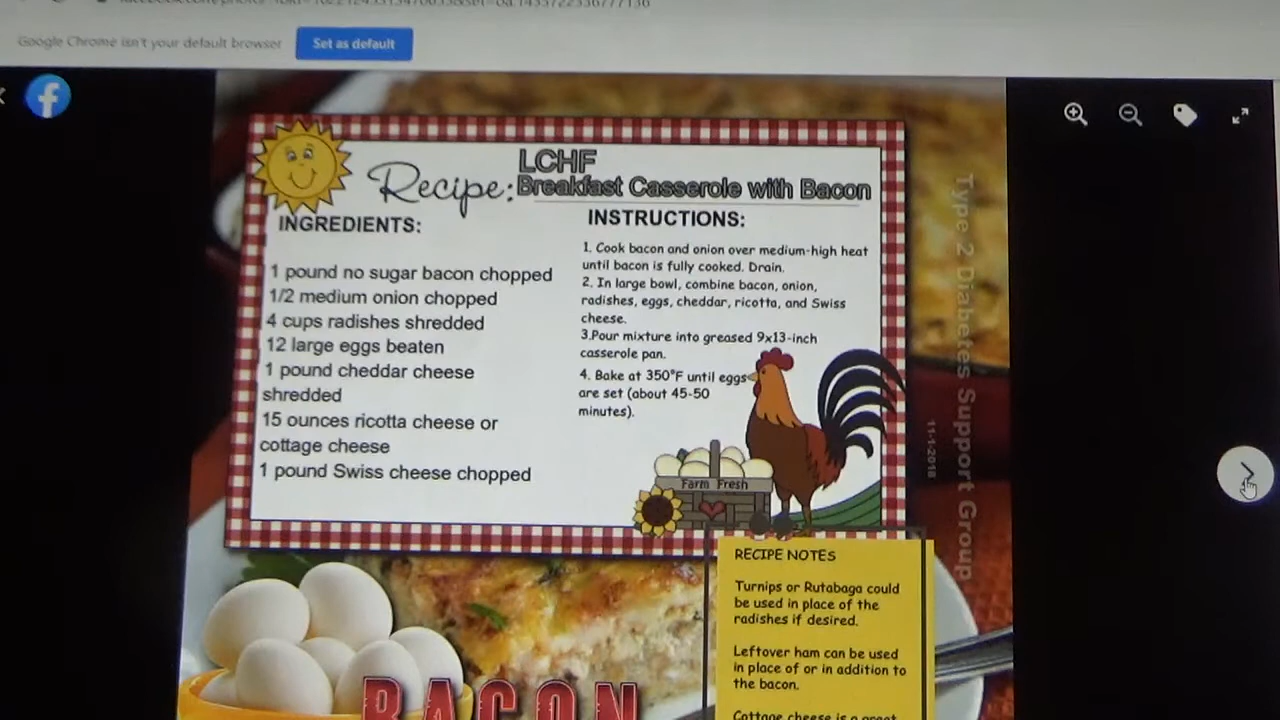 Google Chrome isn't your default browser
Set as default
Recipe:
LCHF
Breakfast Casserole with Bacon
INGREDIENTS:
1 pound no sugar bacon chopped
1/2 medium onion chopped
4 cups radishes shredded
12 large eggs beaten
1 pound cheddar cheese
shredded
15 ounces ricotta cheese or
cottage cheese
1 pound Swiss cheese chopped
INSTRUCTIONS:
1. Cook bacon and onion over medium-high heat
until bacon is fully cooked. Drain.
2. In large bowl, combine bacon, onion,
radishes, eggs, cheddar, ricotta, and Swiss
cheese.
3.Pour mixture into greased 9x13-inch
casserole pan.
4. Bake at 350°F until eggs
are set (about 45-50
minutes).
Farm Fresh
Type 2 Diabetes Support Group
11-1-2018
RECIPE NOTES
Turnips or Rutabaga could
be used in place of the
radishes if desired.
Leftover ham can be used
in place of or in addition to
the bacon.
Cottage cheese is a great
BACON